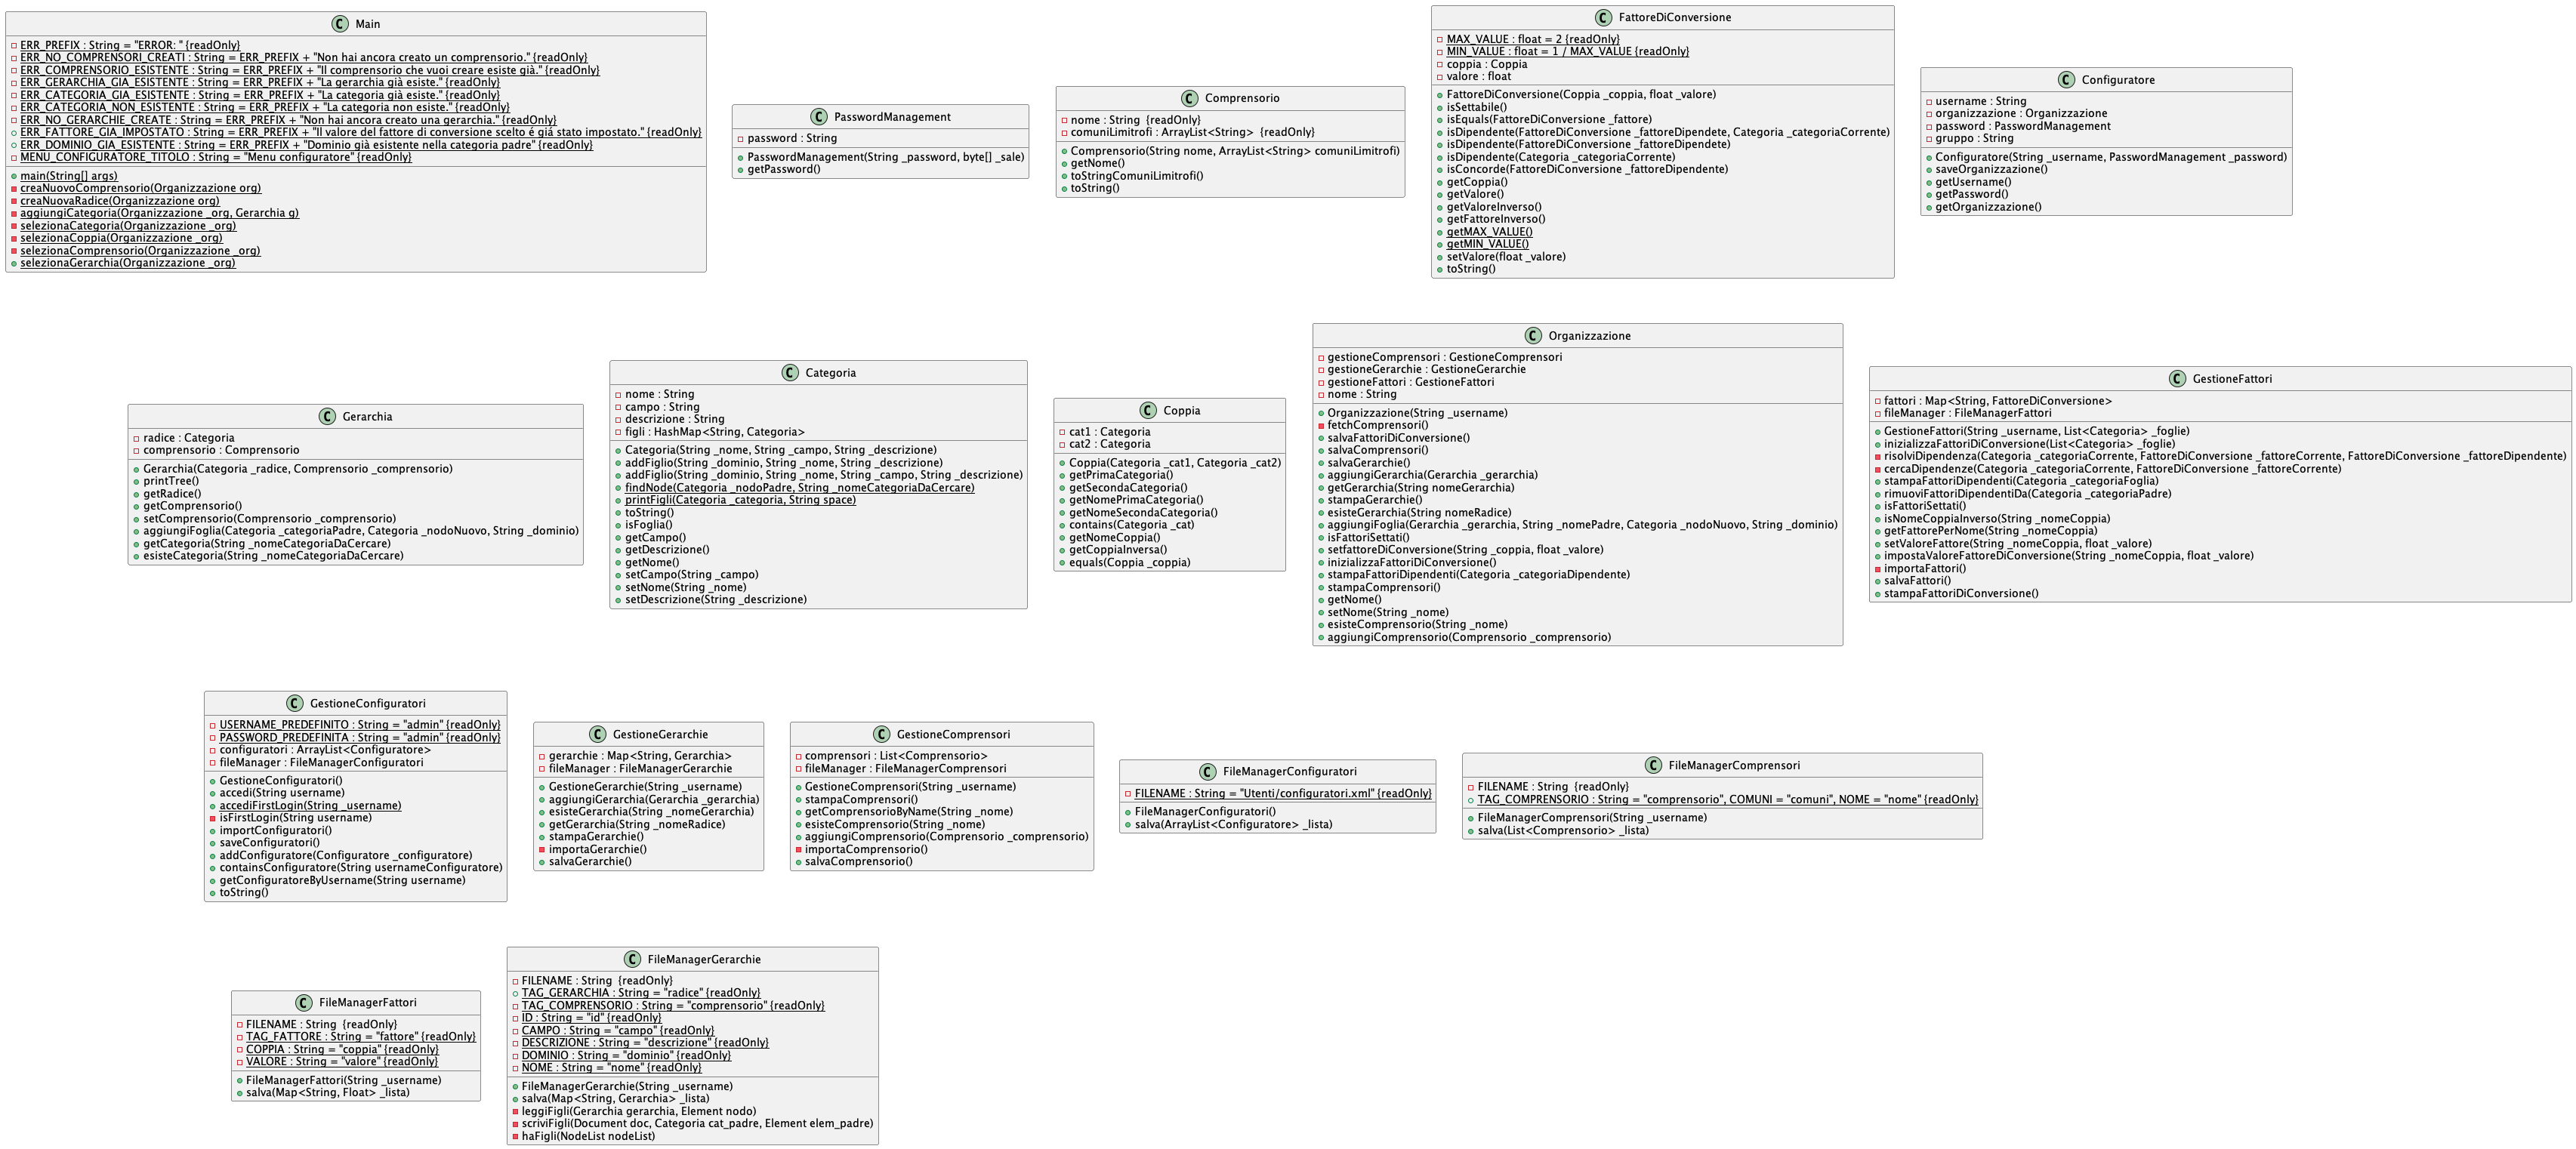 Main
ERR_PREFIX : String = "ERROR: " {readOnly}
ERR_NO_COMPRENSORI_CREATI : String = ERR_PREFIX + "Non hai ancora creato un comprensorio." {readOnly}
ERR_COMPRENSORIO_ESISTENTE : String = ERR_PREFIX + "Il comprensorio che vuoi creare esiste già." {readOnly}
ERR_GERARCHIA_GIA_ESISTENTE : String = ERR_PREFIX + "La gerarchia già esiste." {readOnly}
ERR_CATEGORIA_GIA_ESISTENTE : String = ERR_PREFIX + "La categoria già esiste." {readOnly}
ERR_CATEGORIA_NON_ESISTENTE : String = ERR_PREFIX + "La categoria non esiste." {readOnly}
ERR_NO_GERARCHIE_CREATE : String = ERR_PREFIX + "Non hai ancora creato una gerarchia." {readOnly}
ERR_FATTORE_GIA_IMPOSTATO : String = ERR_PREFIX + "Il valore del fattore di conversione scelto é giá stato impostato." {readOnly}
ERR_DOMINIO_GIA_ESISTENTE : String = ERR_PREFIX + "Dominio già esistente nella categoria padre" {readOnly}
MENU_CONFIGURATORE_TITOLO : String = "Menu configuratore" {readOnly}
main(String[] args)
creaNuovoComprensorio(Organizzazione org)
creaNuovaRadice(Organizzazione org)
aggiungiCategoria(Organizzazione _org, Gerarchia g)
selezionaCategoria(Organizzazione _org)
selezionaCoppia(Organizzazione _org)
selezionaComprensorio(Organizzazione _org)
selezionaGerarchia(Organizzazione _org)
PasswordManagement
password : String
PasswordManagement(String _password, byte[] _sale)
getPassword()
Comprensorio
nome : String {readOnly}
comuniLimitrofi : ArrayList<String> {readOnly}
Comprensorio(String nome, ArrayList<String> comuniLimitrofi)
getNome()
toStringComuniLimitrofi()
toString()
FattoreDiConversione
MAX_VALUE : float = 2 {readOnly}
MIN_VALUE : float = 1 / MAX_VALUE {readOnly}
coppia : Coppia
valore : float
FattoreDiConversione(Coppia _coppia, float _valore)
isSettabile()
isEquals(FattoreDiConversione _fattore)
isDipendente(FattoreDiConversione _fattoreDipendete, Categoria _categoriaCorrente)
isDipendente(FattoreDiConversione _fattoreDipendete)
isDipendente(Categoria _categoriaCorrente)
isConcorde(FattoreDiConversione _fattoreDipendente)
getCoppia()
getValore()
getValoreInverso()
getFattoreInverso()
getMAX_VALUE()
getMIN_VALUE()
setValore(float _valore)
toString()
Configuratore
username : String
organizzazione : Organizzazione
password : PasswordManagement
gruppo : String
Configuratore(String _username, PasswordManagement _password)
saveOrganizzazione()
getUsername()
getPassword()
getOrganizzazione()
Gerarchia
radice : Categoria
comprensorio : Comprensorio
Gerarchia(Categoria _radice, Comprensorio _comprensorio)
printTree()
getRadice()
getComprensorio()
setComprensorio(Comprensorio _comprensorio)
aggiungiFoglia(Categoria _categoriaPadre, Categoria _nodoNuovo, String _dominio)
getCategoria(String _nomeCategoriaDaCercare)
esisteCategoria(String _nomeCategoriaDaCercare)
Categoria
nome : String
campo : String
descrizione : String
figli : HashMap<String, Categoria>
Categoria(String _nome, String _campo, String _descrizione)
addFiglio(String _dominio, String _nome, String _descrizione)
addFiglio(String _dominio, String _nome, String _campo, String _descrizione)
findNode(Categoria _nodoPadre, String _nomeCategoriaDaCercare)
printFigli(Categoria _categoria, String space)
toString()
isFoglia()
getCampo()
getDescrizione()
getNome()
setCampo(String _campo)
setNome(String _nome)
setDescrizione(String _descrizione)
Coppia
cat1 : Categoria
cat2 : Categoria
Coppia(Categoria _cat1, Categoria _cat2)
getPrimaCategoria()
getSecondaCategoria()
getNomePrimaCategoria()
getNomeSecondaCategoria()
contains(Categoria _cat)
getNomeCoppia()
getCoppiaInversa()
equals(Coppia _coppia)
Organizzazione
gestioneComprensori : GestioneComprensori
gestioneGerarchie : GestioneGerarchie
gestioneFattori : GestioneFattori
nome : String
Organizzazione(String _username)
fetchComprensori()
salvaFattoriDiConversione()
salvaComprensori()
salvaGerarchie()
aggiungiGerarchia(Gerarchia _gerarchia)
getGerarchia(String nomeGerarchia)
stampaGerarchie()
esisteGerarchia(String nomeRadice)
aggiungiFoglia(Gerarchia _gerarchia, String _nomePadre, Categoria _nodoNuovo, String _dominio)
isFattoriSettati()
setfattoreDiConversione(String _coppia, float _valore)
inizializzaFattoriDiConversione()
stampaFattoriDipendenti(Categoria _categoriaDipendente)
stampaComprensori()
getNome()
setNome(String _nome)
esisteComprensorio(String _nome)
aggiungiComprensorio(Comprensorio _comprensorio)
GestioneFattori
fattori : Map<String, FattoreDiConversione>
fileManager : FileManagerFattori
GestioneFattori(String _username, List<Categoria> _foglie)
inizializzaFattoriDiConversione(List<Categoria> _foglie)
risolviDipendenza(Categoria _categoriaCorrente, FattoreDiConversione _fattoreCorrente, FattoreDiConversione _fattoreDipendente)
cercaDipendenze(Categoria _categoriaCorrente, FattoreDiConversione _fattoreCorrente)
stampaFattoriDipendenti(Categoria _categoriaFoglia)
rimuoviFattoriDipendentiDa(Categoria _categoriaPadre)
isFattoriSettati()
isNomeCoppiaInverso(String _nomeCoppia)
getFattorePerNome(String _nomeCoppia)
setValoreFattore(String _nomeCoppia, float _valore)
impostaValoreFattoreDiConversione(String _nomeCoppia, float _valore)
importaFattori()
salvaFattori()
stampaFattoriDiConversione()
GestioneConfiguratori
USERNAME_PREDEFINITO : String = "admin" {readOnly}
PASSWORD_PREDEFINITA : String = "admin" {readOnly}
configuratori : ArrayList<Configuratore>
fileManager : FileManagerConfiguratori
GestioneConfiguratori()
accedi(String username)
accediFirstLogin(String _username)
isFirstLogin(String username)
importConfiguratori()
saveConfiguratori()
addConfiguratore(Configuratore _configuratore)
containsConfiguratore(String usernameConfiguratore)
getConfiguratoreByUsername(String username)
toString()
GestioneGerarchie
gerarchie : Map<String, Gerarchia>
fileManager : FileManagerGerarchie
GestioneGerarchie(String _username)
aggiungiGerarchia(Gerarchia _gerarchia)
esisteGerarchia(String _nomeGerarchia)
getGerarchia(String _nomeRadice)
stampaGerarchie()
importaGerarchie()
salvaGerarchie()
GestioneComprensori
comprensori : List<Comprensorio>
fileManager : FileManagerComprensori
GestioneComprensori(String _username)
stampaComprensori()
getComprensorioByName(String _nome)
esisteComprensorio(String _nome)
aggiungiComprensorio(Comprensorio _comprensorio)
importaComprensorio()
salvaComprensorio()
FileManagerConfiguratori
FILENAME : String = "Utenti/configuratori.xml" {readOnly}
FileManagerConfiguratori()
salva(ArrayList<Configuratore> _lista)
FileManagerComprensori
FILENAME : String {readOnly}
TAG_COMPRENSORIO : String = "comprensorio", COMUNI = "comuni", NOME = "nome" {readOnly}
FileManagerComprensori(String _username)
salva(List<Comprensorio> _lista)
FileManagerFattori
FILENAME : String {readOnly}
TAG_FATTORE : String = "fattore" {readOnly}
COPPIA : String = "coppia" {readOnly}
VALORE : String = "valore" {readOnly}
FileManagerFattori(String _username)
salva(Map<String, Float> _lista)
FileManagerGerarchie
FILENAME : String {readOnly}
TAG_GERARCHIA : String = "radice" {readOnly}
TAG_COMPRENSORIO : String = "comprensorio" {readOnly}
ID : String = "id" {readOnly}
CAMPO : String = "campo" {readOnly}
DESCRIZIONE : String = "descrizione" {readOnly}
DOMINIO : String = "dominio" {readOnly}
NOME : String = "nome" {readOnly}
FileManagerGerarchie(String _username)
salva(Map<String, Gerarchia> _lista)
leggiFigli(Gerarchia gerarchia, Element nodo)
scriviFigli(Document doc, Categoria cat_padre, Element elem_padre)
haFigli(NodeList nodeList)